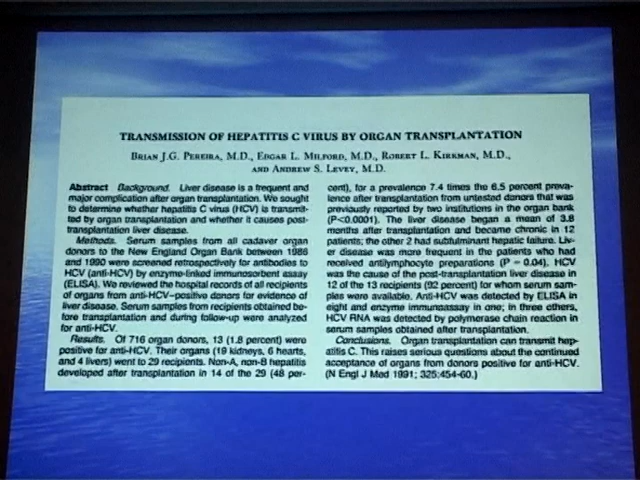 TRANSMISSION OF HEPATITIS C VIRUS BY ORGAN TRANSPLANTATION
BRIAN J.G. PEREIRA, M.D., EDGAR L. MILFORD, M.D., ROBERT L. KIRKMAN, M.D.,
AND ANDREW S. LEVEY, M.D.
Abstract Background. Liver disease is a frequent and
major complication after organ transplantation. We sought
to determine whether hepatitis C virus (HCV) is transmit-
ted by organ transplantation and whether it causes post-
transplantation liver disease.
Methods. Serum samples from all cadaver organ
donors to the New England Organ Bank between 1986
and 1990 were screened retrospectively for antibodies to
HCV (anti-HCV) by enzyme-linked immunosorbent assay
(ELISA). We reviewed the hospital records of all recipients
of organs from anti-HCV-positive donors for evidence of
liver disease. Serum samples from recipients obtained be-
fore transplantation and during follow-up were analyzed
for anti-HCV.
Results. Of 716 organ donors, 13 (1.8 percent) were
positive for anti-HCV. Their organs (19 kidneys, 6 hearts,
and 4 livers) went to 29 recipients. Non-A, non-B hepatitis
developed after transplantation in 14 of the 29 (48 per-
cent), for a prevalence 7.4 times the 6.5 percent preva-
lence after transplantation from untested donors that was
previously reported by two institutions in the organ bank
(P<0.0001). The liver disease began a mean of 3.8
months after transplantation and became chronic in 12
patients; the other 2 had subfulminant hepatic failure. Liv-
er disease was more frequent in the patients who had
received antilymphocyte preparations (P = 0.04). HCV
was the cause of the post-transplantation liver disease in
12 of the 13 recipients (92 percent) for whom serum sam-
ples were available. Anti-HCV was detected by ELISA in
eight and enzyme immunoassay in one; in three others,
HCV RNA was detected by polymerase chain reaction in
serum samples obtained after transplantation.
Conclusions. Organ transplantation can transmit hep-
atitis C. This raises serious questions about the continued
acceptance of organs from donors positive for anti-HCV.
(N Engl J Med 1991; 325:454-60.)